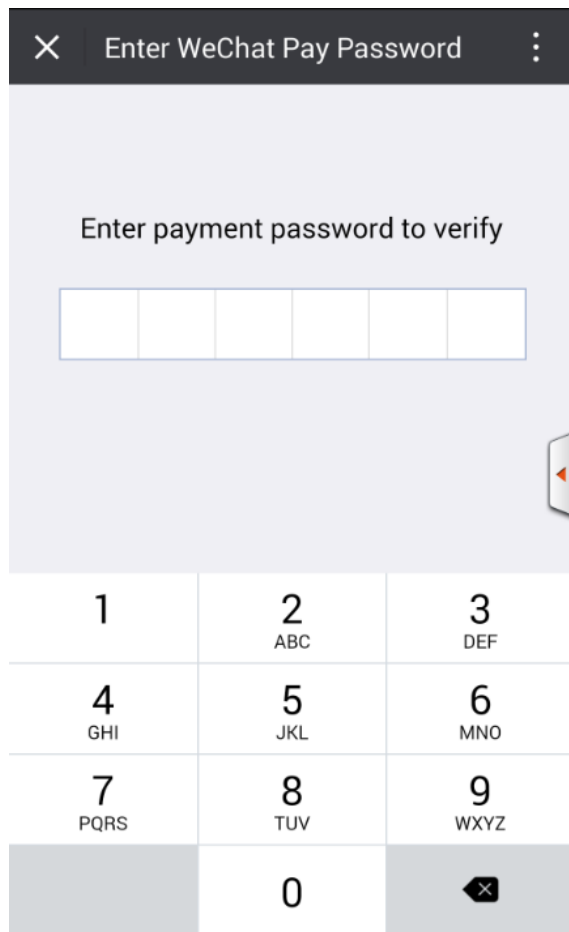 Enter WeChat Pay Password
Enter payment password to verify
1 2 3
ABC DEF
4 5 6
GHI JKL MNO
7 8 9
PQRS TUV WXYZ
0